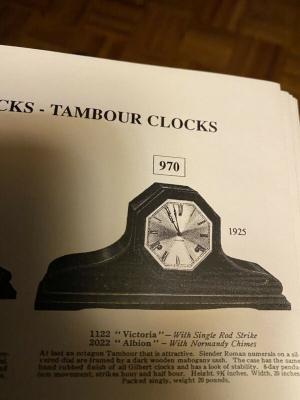 CKS - TAMBOUR CLOCKS
970
1925
1122 "Victoria"—With Single Rod Strike
2022 "Albion"—With Normandy Chimes
At last an octagon Tambour that is attractive. Slender Roman numerals on a sil-
vered dial are framed by a dark wooden mahogany sash. The case has the same
hand rubbed finish of all Gilbert clocks and has a look of stability. 8-day pendu-
lum movement, strikes hour and half hour. Height, 9¾ inches. Width, 20 inches.
Packed singly, weight 20 pounds.